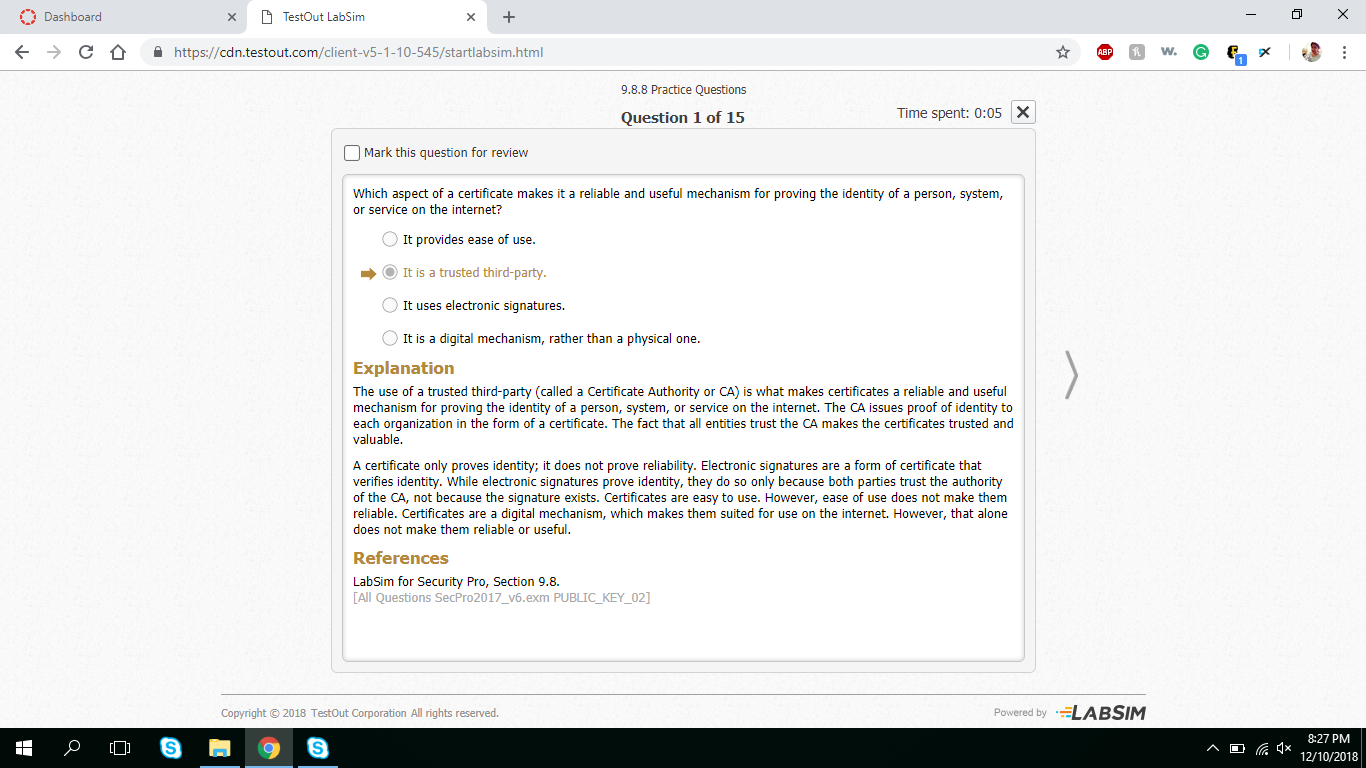 Dashboard
TestOut LabSim
https://cdn.testout.com/client-v5-1-10-545/startlabsim.html
ABP
w.
1
9.8.8 Practice Questions
Question 1 of 15
Time spent: 0:05
Mark this question for review
Which aspect of a certificate makes it a reliable and useful mechanism for proving the identity of a person, system,
or service on the internet?
It provides ease of use.
It is a trusted third-party.
It uses electronic signatures.
It is a digital mechanism, rather than a physical one.
Explanation
The use of a trusted third-party (called a Certificate Authority or CA) is what makes certificates a reliable and useful
mechanism for proving the identity of a person, system, or service on the internet. The CA issues proof of identity to
each organization in the form of a certificate. The fact that all entities trust the CA makes the certificates trusted and
valuable.
A certificate only proves identity; it does not prove reliability. Electronic signatures are a form of certificate that
verifies identity. While electronic signatures prove identity, they do so only because both parties trust the authority
of the CA, not because the signature exists. Certificates are easy to use. However, ease of use does not make them
reliable. Certificates are a digital mechanism, which makes them suited for use on the internet. However, that alone
does not make them reliable or useful.
References
LabSim for Security Pro, Section 9.8.
[All Questions SecPro2017_v6.exm PUBLIC_KEY_02]
Copyright © 2018 TestOut Corporation All rights reserved.
Powered by LABSIM
8:27 PM
12/10/2018